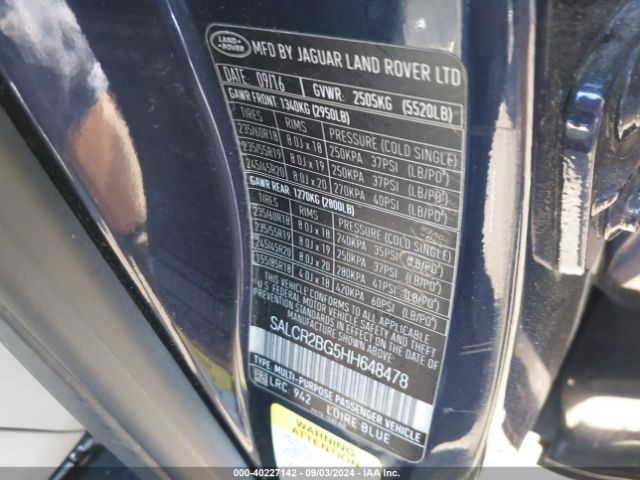 LAND ROVER
MFD BY JAGUAR LAND ROVER LTD
DATE: 09/16 GVWR: 2505KG (5520LB)
GAWR FRONT: 1340KG (2950LB)
TIRES RIMS PRESSURE (COLD SINGLE)
235/60R18 8.0J x 18 250KPA 37PSI (LB/PO²)
235/55R19 8.0J x 19 250KPA 37PSI (LB/PO²)
245/45R20 8.0J x 20 270KPA 40PSI (LB/PO²)
GAWR REAR: 1270KG (2800LB)
TIRES RIMS PRESSURE (COLD SINGLE)
235/60R18 8.0J x 18 240KPA 35PSI (LB/PO²)
235/55R19 8.0J x 19 250KPA 37PSI (LB/PO²)
245/45R20 8.0J x 20 280KPA 41PSI (LB/PO²)
155/85R18 4.0J x 18 420KPA 60PSI (LB/PO²)
THIS VEHICLE CONFORMS TO ALL APPLICABLE
U.S FEDERAL MOTOR VEHICLE SAFETY AND THEFT
PREVENTION STANDARDS IN EFFECT ON THE DATE OF MANUFACTURE SHOWN ABOVE.
SALCR2BG5HH648478
TYPE: MULTI-PURPOSE PASSENGER VEHICLE
LRC: 942 LOIRE BLUE
WARNING
ATTENTION
000-40227142 - 09/03/2024 - IAAI.COM